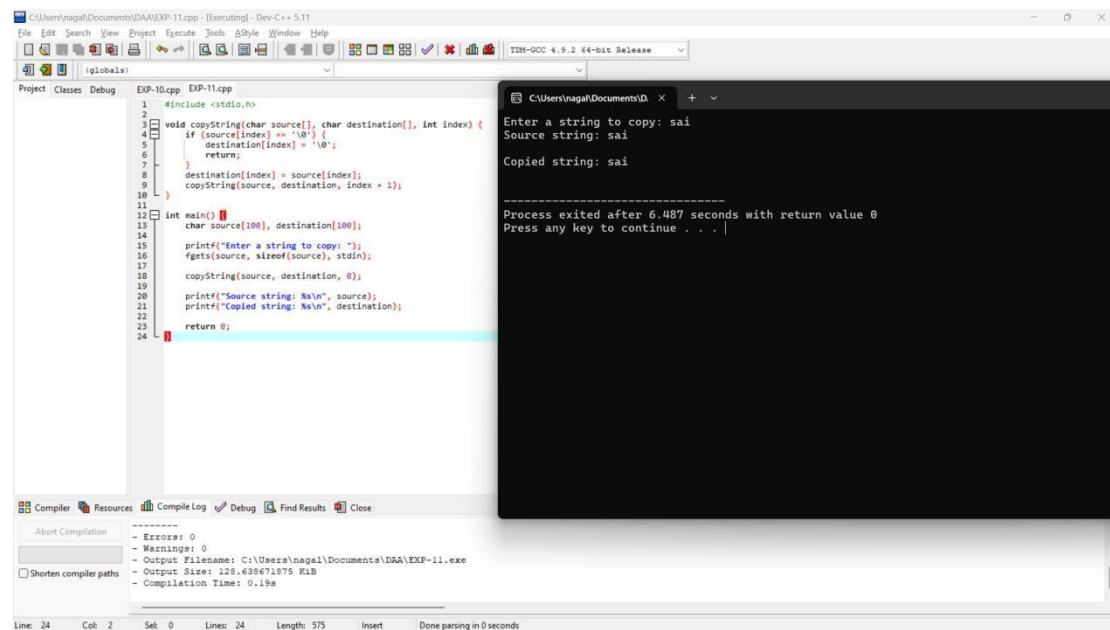 C:\Users\nagal\Documents\DAA\EXP-11.cpp - [Executing] - Dev-C++ 5.11
File Edit Search View Project Execute Tools AStyle Window Help
TDM-GCC 4.9.2 64-bit Release
(globals)
Project Classes Debug
EXP-10.cpp EXP-11.cpp
1 #include <stdio.h>
2
3 void copyString(char source[], char destination[], int index) {
4 if (source[index] == '\0') {
5 destination[index] = '\0';
6 return;
7 }
8 destination[index] = source[index];
9 copyString(source, destination, index + 1);
10 }
11
12 int main() {
13 char source[100], destination[100];
14
15 printf("Enter a string to copy: ");
16 fgets(source, sizeof(source), stdin);
17
18 copyString(source, destination, 0);
19
20 printf("Source string: %s\n", source);
21 printf("Copied string: %s\n", destination);
22
23 return 0;
24 }
C:\Users\nagal\Documents\D.
Enter a string to copy: sai
Source string: sai
Copied string: sai
--------------------------------
Process exited after 6.487 seconds with return value 0
Press any key to continue . . .
Compiler Resources Compile Log Debug Find Results Close
Abort Compilation
Shorten compiler paths
--------
- Errors: 0
- Warnings: 0
- Output Filename: C:\Users\nagal\Documents\DAA\EXP-11.exe
- Output Size: 128.638671875 KiB
- Compilation Time: 0.19s
Line: 24 Col: 2 Sel: 0 Lines: 24 Length: 575 Insert Done parsing in 0 seconds